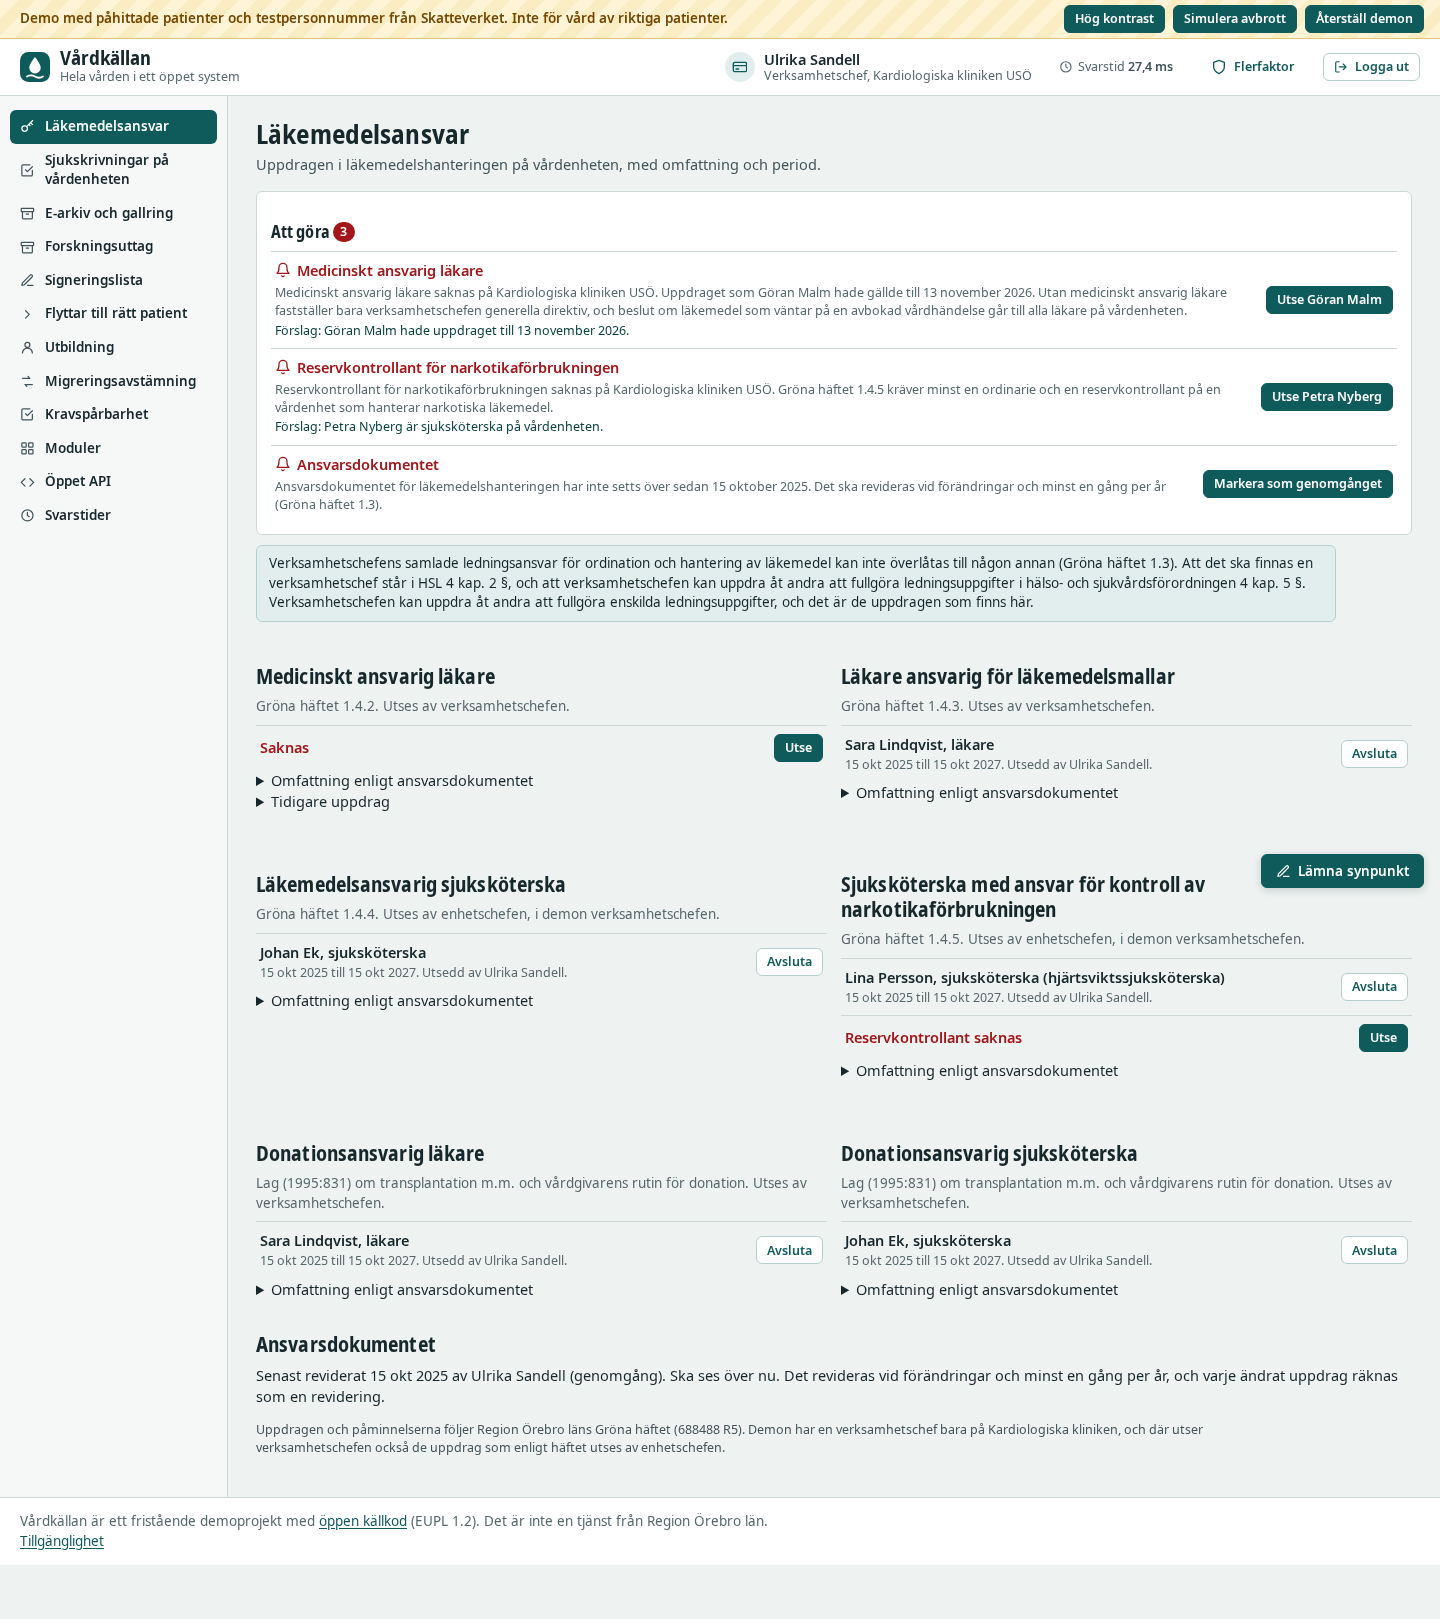 Demo med påhittade patienter och testpersonnummer från Skatteverket. Inte för vård av riktiga patienter.
Hög kontrast
Simulera avbrott
Återställ demon
Vårdkällan
Hela vården i ett öppet system
Ulrika Sandell
Verksamhetschef, Kardiologiska kliniken USÖ
Svarstid 27,4 ms
Flerfaktor
Logga ut
Läkemedelsansvar
Sjukskrivningar på
vårdenheten
E-arkiv och gallring
Forskningsuttag
Signeringslista
Flyttar till rätt patient
Utbildning
Migreringsavstämning
Kravspårbarhet
Moduler
Öppet API
Svarstider
Läkemedelsansvar
Uppdragen i läkemedelshanteringen på vårdenheten, med omfattning och period.
Att göra 3
Medicinskt ansvarig läkare
Medicinskt ansvarig läkare saknas på Kardiologiska kliniken USÖ. Uppdraget som Göran Malm hade gällde till 13 november 2026. Utan medicinskt ansvarig läkare
fastställer bara verksamhetschefen generella direktiv, och beslut om läkemedel som väntar på en avbokad vårdhändelse går till alla läkare på vårdenheten.
Förslag: Göran Malm hade uppdraget till 13 november 2026.
Utse Göran Malm
Reservkontrollant för narkotikaförbrukningen
Reservkontrollant för narkotikaförbrukningen saknas på Kardiologiska kliniken USÖ. Gröna häftet 1.4.5 kräver minst en ordinarie och en reservkontrollant på en
vårdenhet som hanterar narkotiska läkemedel.
Förslag: Petra Nyberg är sjuksköterska på vårdenheten.
Utse Petra Nyberg
Ansvarsdokumentet
Ansvarsdokumentet för läkemedelshanteringen har inte setts över sedan 15 oktober 2025. Det ska revideras vid förändringar och minst en gång per år
(Gröna häftet 1.3).
Markera som genomgånget
Verksamhetschefens samlade ledningsansvar för ordination och hantering av läkemedel kan inte överlåtas till någon annan (Gröna häftet 1.3). Att det ska finnas en
verksamhetschef står i HSL 4 kap. 2 §, och att verksamhetschefen kan uppdra åt andra att fullgöra ledningsuppgifter i hälso- och sjukvårdsförordningen 4 kap. 5 §.
Verksamhetschefen kan uppdra åt andra att fullgöra enskilda ledningsuppgifter, och det är de uppdragen som finns här.
Medicinskt ansvarig läkare
Gröna häftet 1.4.2. Utses av verksamhetschefen.
Saknas
Utse
Omfattning enligt ansvarsdokumentet
Tidigare uppdrag
Läkare ansvarig för läkemedelsmallar
Gröna häftet 1.4.3. Utses av verksamhetschefen.
Sara Lindqvist, läkare
15 okt 2025 till 15 okt 2027. Utsedd av Ulrika Sandell.
Avsluta
Omfattning enligt ansvarsdokumentet
Lämna synpunkt
Läkemedelsansvarig sjuksköterska
Gröna häftet 1.4.4. Utses av enhetschefen, i demon verksamhetschefen.
Johan Ek, sjuksköterska
15 okt 2025 till 15 okt 2027. Utsedd av Ulrika Sandell.
Avsluta
Omfattning enligt ansvarsdokumentet
Sjuksköterska med ansvar för kontroll av
narkotikaförbrukningen
Gröna häftet 1.4.5. Utses av enhetschefen, i demon verksamhetschefen.
Lina Persson, sjuksköterska (hjärtsviktssjuksköterska)
15 okt 2025 till 15 okt 2027. Utsedd av Ulrika Sandell.
Avsluta
Reservkontrollant saknas
Utse
Omfattning enligt ansvarsdokumentet
Donationsansvarig läkare
Lag (1995:831) om transplantation m.m. och vårdgivarens rutin för donation. Utses av
verksamhetschefen.
Sara Lindqvist, läkare
15 okt 2025 till 15 okt 2027. Utsedd av Ulrika Sandell.
Avsluta
Omfattning enligt ansvarsdokumentet
Donationsansvarig sjuksköterska
Lag (1995:831) om transplantation m.m. och vårdgivarens rutin för donation. Utses av
verksamhetschefen.
Johan Ek, sjuksköterska
15 okt 2025 till 15 okt 2027. Utsedd av Ulrika Sandell.
Avsluta
Omfattning enligt ansvarsdokumentet
Ansvarsdokumentet
Senast reviderat 15 okt 2025 av Ulrika Sandell (genomgång). Ska ses över nu. Det revideras vid förändringar och minst en gång per år, och varje ändrat uppdrag räknas
som en revidering.
Uppdragen och påminnelserna följer Region Örebro läns Gröna häftet (688488 R5). Demon har en verksamhetschef bara på Kardiologiska kliniken, och där utser
verksamhetschefen också de uppdrag som enligt häftet utses av enhetschefen.
Vårdkällan är ett fristående demoprojekt med öppen källkod (EUPL 1.2). Det är inte en tjänst från Region Örebro län.
Tillgänglighet